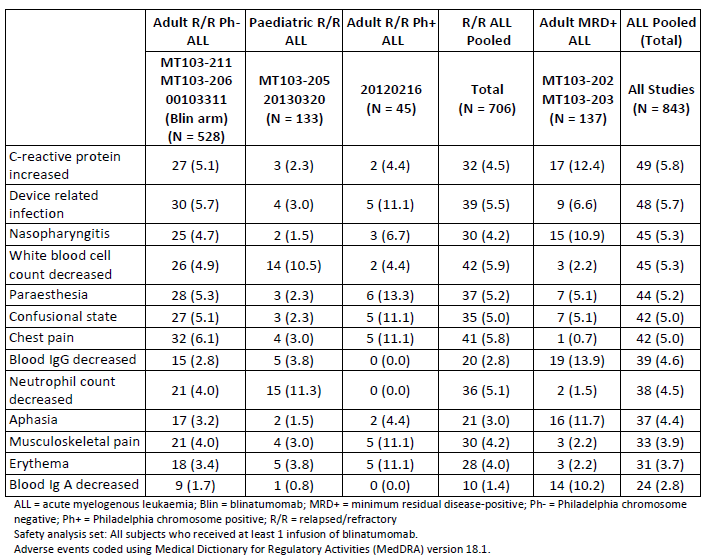 Adult R/R Ph- ALL Paediatric R/R ALL Adult R/R Ph+ ALL R/R ALL Pooled Adult MRD+ ALL ALL Pooled (Total)
MT103-211 MT103-206 00103311 (Blin arm) (N = 528) MT103-205 20130320 (N = 133) 20120216 (N = 45) Total (N = 706) MT103-202 MT103-203 (N = 137) All Studies (N = 843)
C-reactive protein increased 27 (5.1) 3 (2.3) 2 (4.4) 32 (4.5) 17 (12.4) 49 (5.8)
Device related infection 30 (5.7) 4 (3.0) 5 (11.1) 39 (5.5) 9 (6.6) 48 (5.7)
Nasopharyngitis 25 (4.7) 2 (1.5) 3 (6.7) 30 (4.2) 15 (10.9) 45 (5.3)
White blood cell count decreased 26 (4.9) 14 (10.5) 2 (4.4) 42 (5.9) 3 (2.2) 45 (5.3)
Paraesthesia 28 (5.3) 3 (2.3) 6 (13.3) 37 (5.2) 7 (5.1) 44 (5.2)
Confusional state 27 (5.1) 3 (2.3) 5 (11.1) 35 (5.0) 7 (5.1) 42 (5.0)
Chest pain 32 (6.1) 4 (3.0) 5 (11.1) 41 (5.8) 1 (0.7) 42 (5.0)
Blood IgG decreased 15 (2.8) 5 (3.8) 0 (0.0) 20 (2.8) 19 (13.9) 39 (4.6)
Neutrophil count decreased 21 (4.0) 15 (11.3) 0 (0.0) 36 (5.1) 2 (1.5) 38 (4.5)
Aphasia 17 (3.2) 2 (1.5) 2 (4.4) 21 (3.0) 16 (11.7) 37 (4.4)
Musculoskeletal pain 21 (4.0) 4 (3.0) 5 (11.1) 30 (4.2) 3 (2.2) 33 (3.9)
Erythema 18 (3.4) 5 (3.8) 5 (11.1) 28 (4.0) 3 (2.2) 31 (3.7)
Blood Ig A decreased 9 (1.7) 1 (0.8) 0 (0.0) 10 (1.4) 14 (10.2) 24 (2.8)
ALL = acute myelogenous leukaemia; Blin = blinatumomab; MRD+ = minimum residual disease-positive; Ph- = Philadelphia chromosome
negative; Ph+ = Philadelphia chromosome positive; R/R = relapsed/refractory
Safety analysis set: All subjects who received at least 1 infusion of blinatumomab.
Adverse events coded using Medical Dictionary for Regulatory Activities (MedDRA) version 18.1.